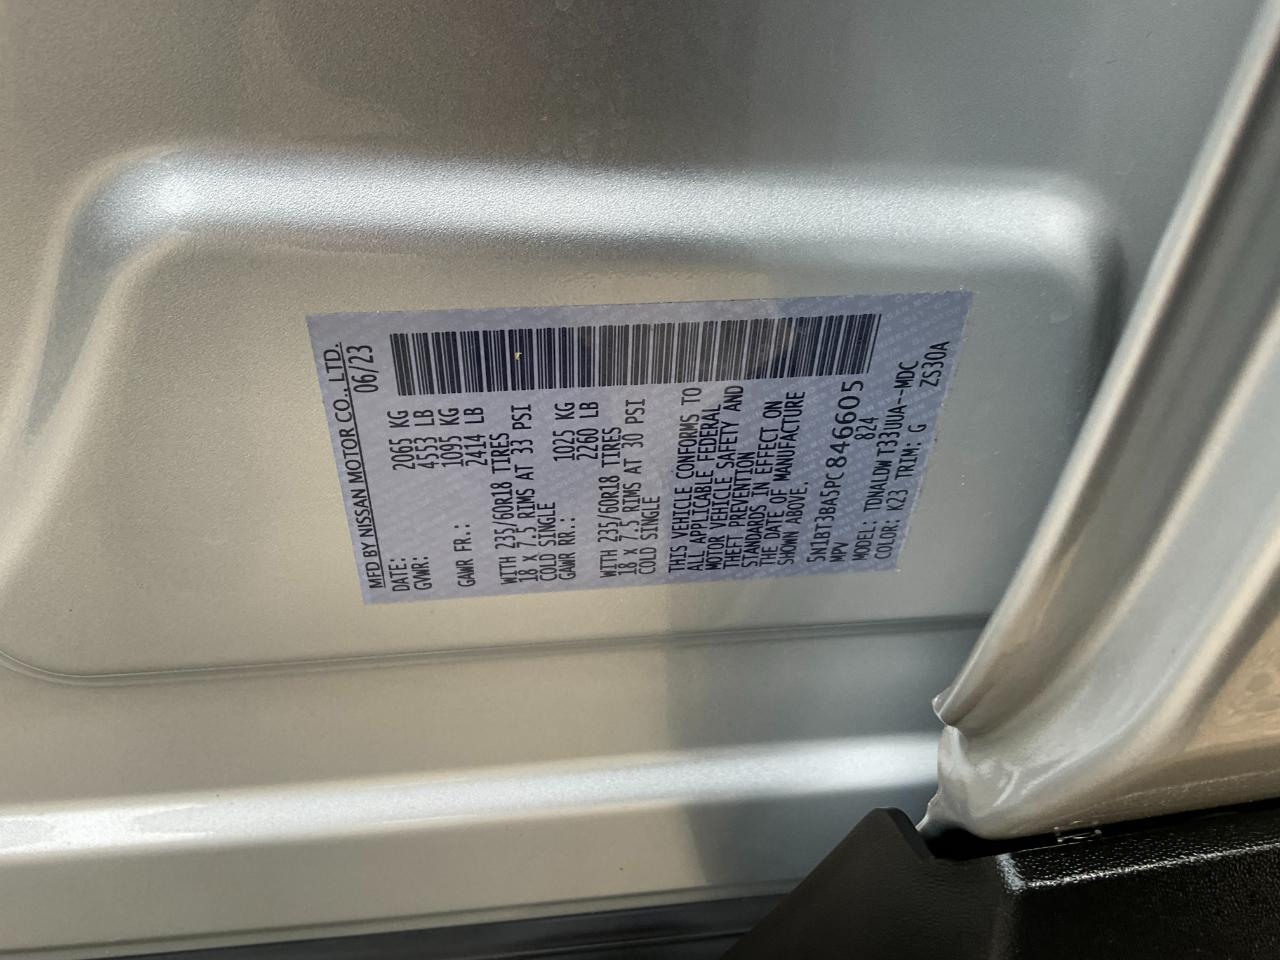 MFD BY NISSAN MOTOR CO., LTD.
DATE: 06/23
GVWR: 2065 KG
4553 LB
GAWR FR.: 1095 KG
2414 LB
WITH 235/60R18 TIRES
18 X 7.5 RIMS AT 33 PSI
COLD SINGLE
GAWR RR.: 1025 KG
2260 LB
WITH 235/60R18 TIRES
18 X 7.5 RIMS AT 30 PSI
COLD SINGLE
THIS VEHICLE CONFORMS TO
ALL APPLICABLE FEDERAL
MOTOR VEHICLE SAFETY AND
THEFT PREVENTION
STANDARDS IN EFFECT ON
THE DATE OF MANUFACTURE
SHOWN ABOVE.
5N1BT3BA5PC846605
MPV 824
MODEL: TDNALDW T33UUA--MDC
COLOR: K23 TRIM: G ZS30A